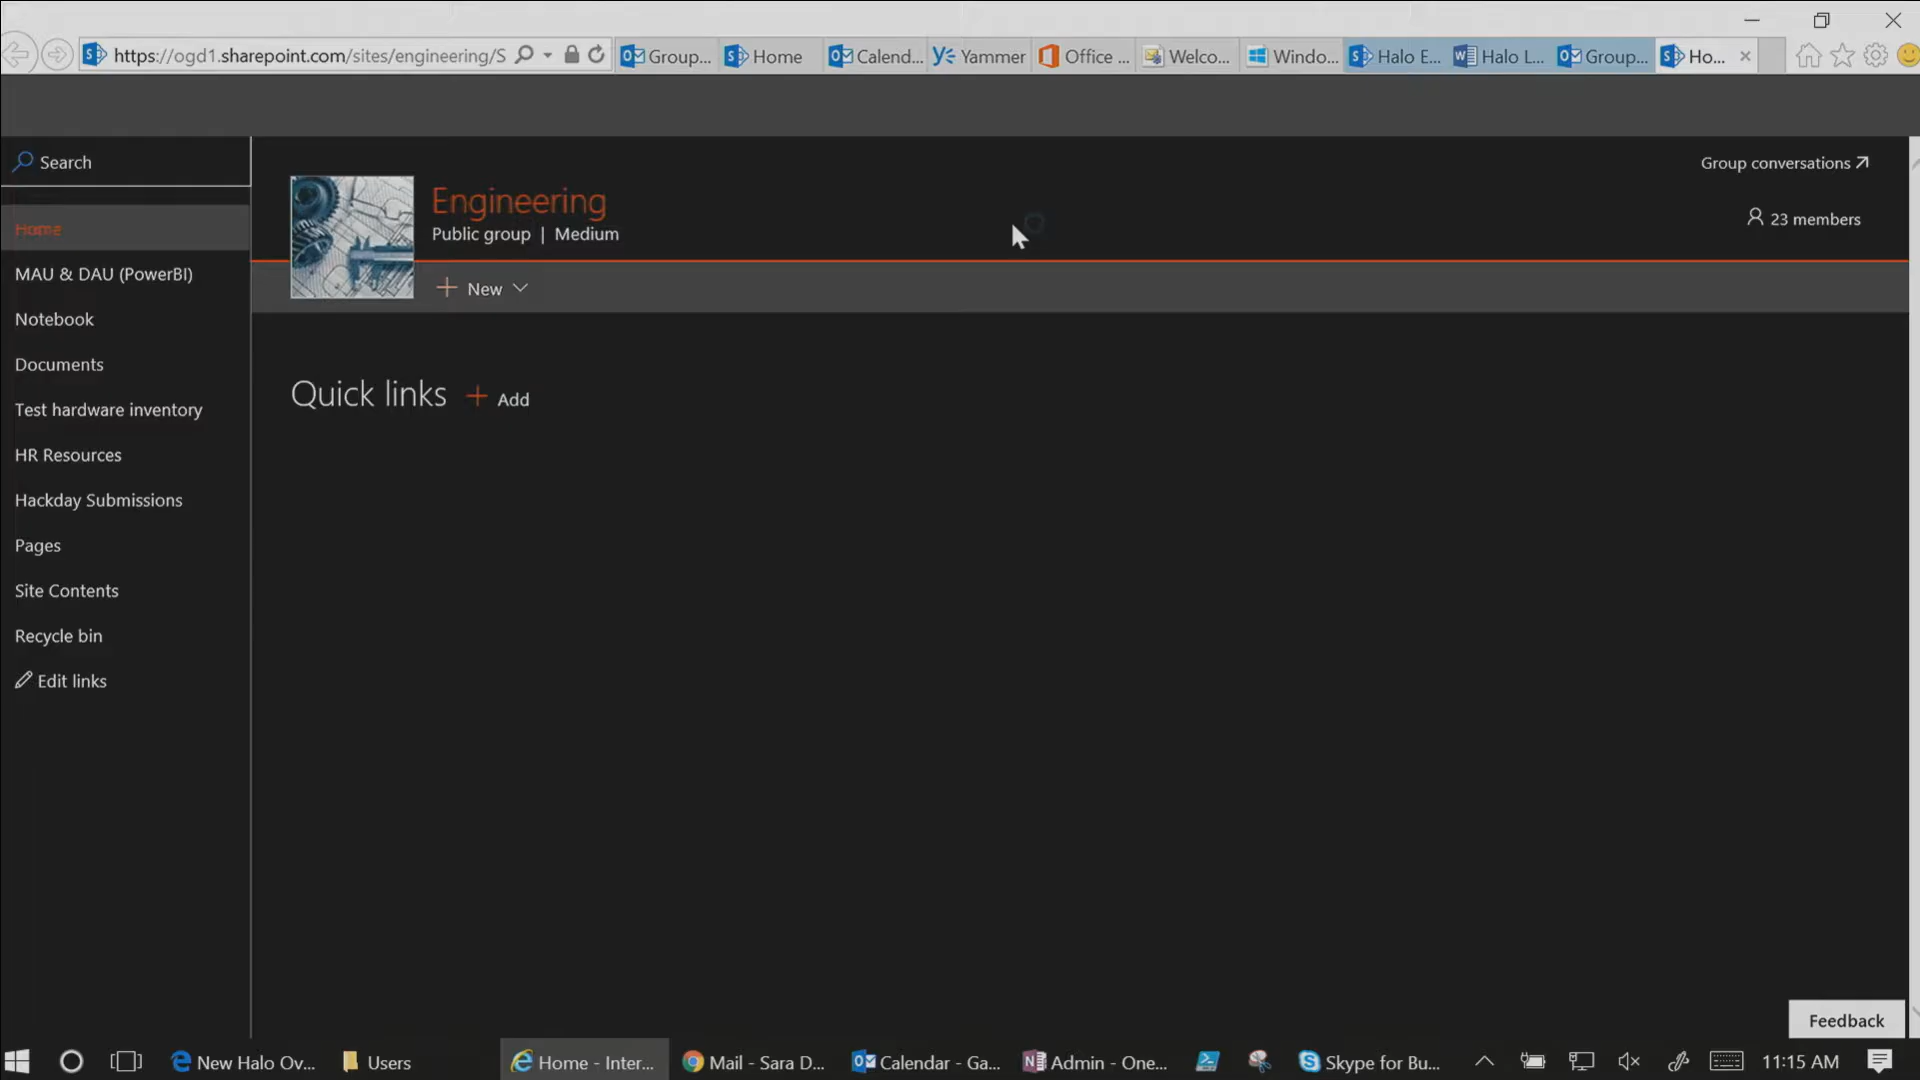 https://ogd1.sharepoint.com/sites/engineering/S
Group...
Home
Calend...
Yammer
Office ...
Welco...
Windo...
Halo E...
Halo L...
Group...
Ho...
Search
Group conversations
Engineering
Public group | Medium
23 members
Home
New
MAU & DAU (PowerBI)
Notebook
Documents
Quick links
Add
Test hardware inventory
HR Resources
Hackday Submissions
Pages
Site Contents
Recycle bin
Edit links
Feedback
New Halo Ov...
Users
Home - Inter...
Mail - Sara D...
Calendar - Ga...
Admin - One...
Skype for Bu...
11:15 AM